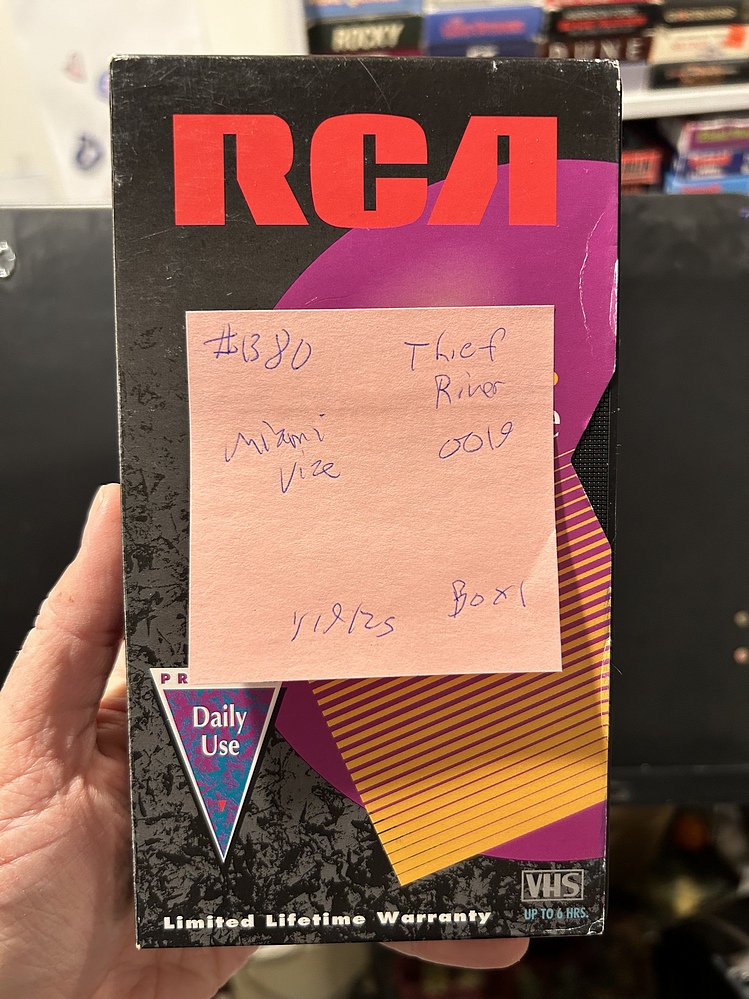 ROCKY
DUNE
RCA
#1380
Thief
River
Miami
Vice
0019
e
1/19/25
Box 1
PR
Daily
Use
VHS
UP TO 6 HRS.
Limited Lifetime Warranty